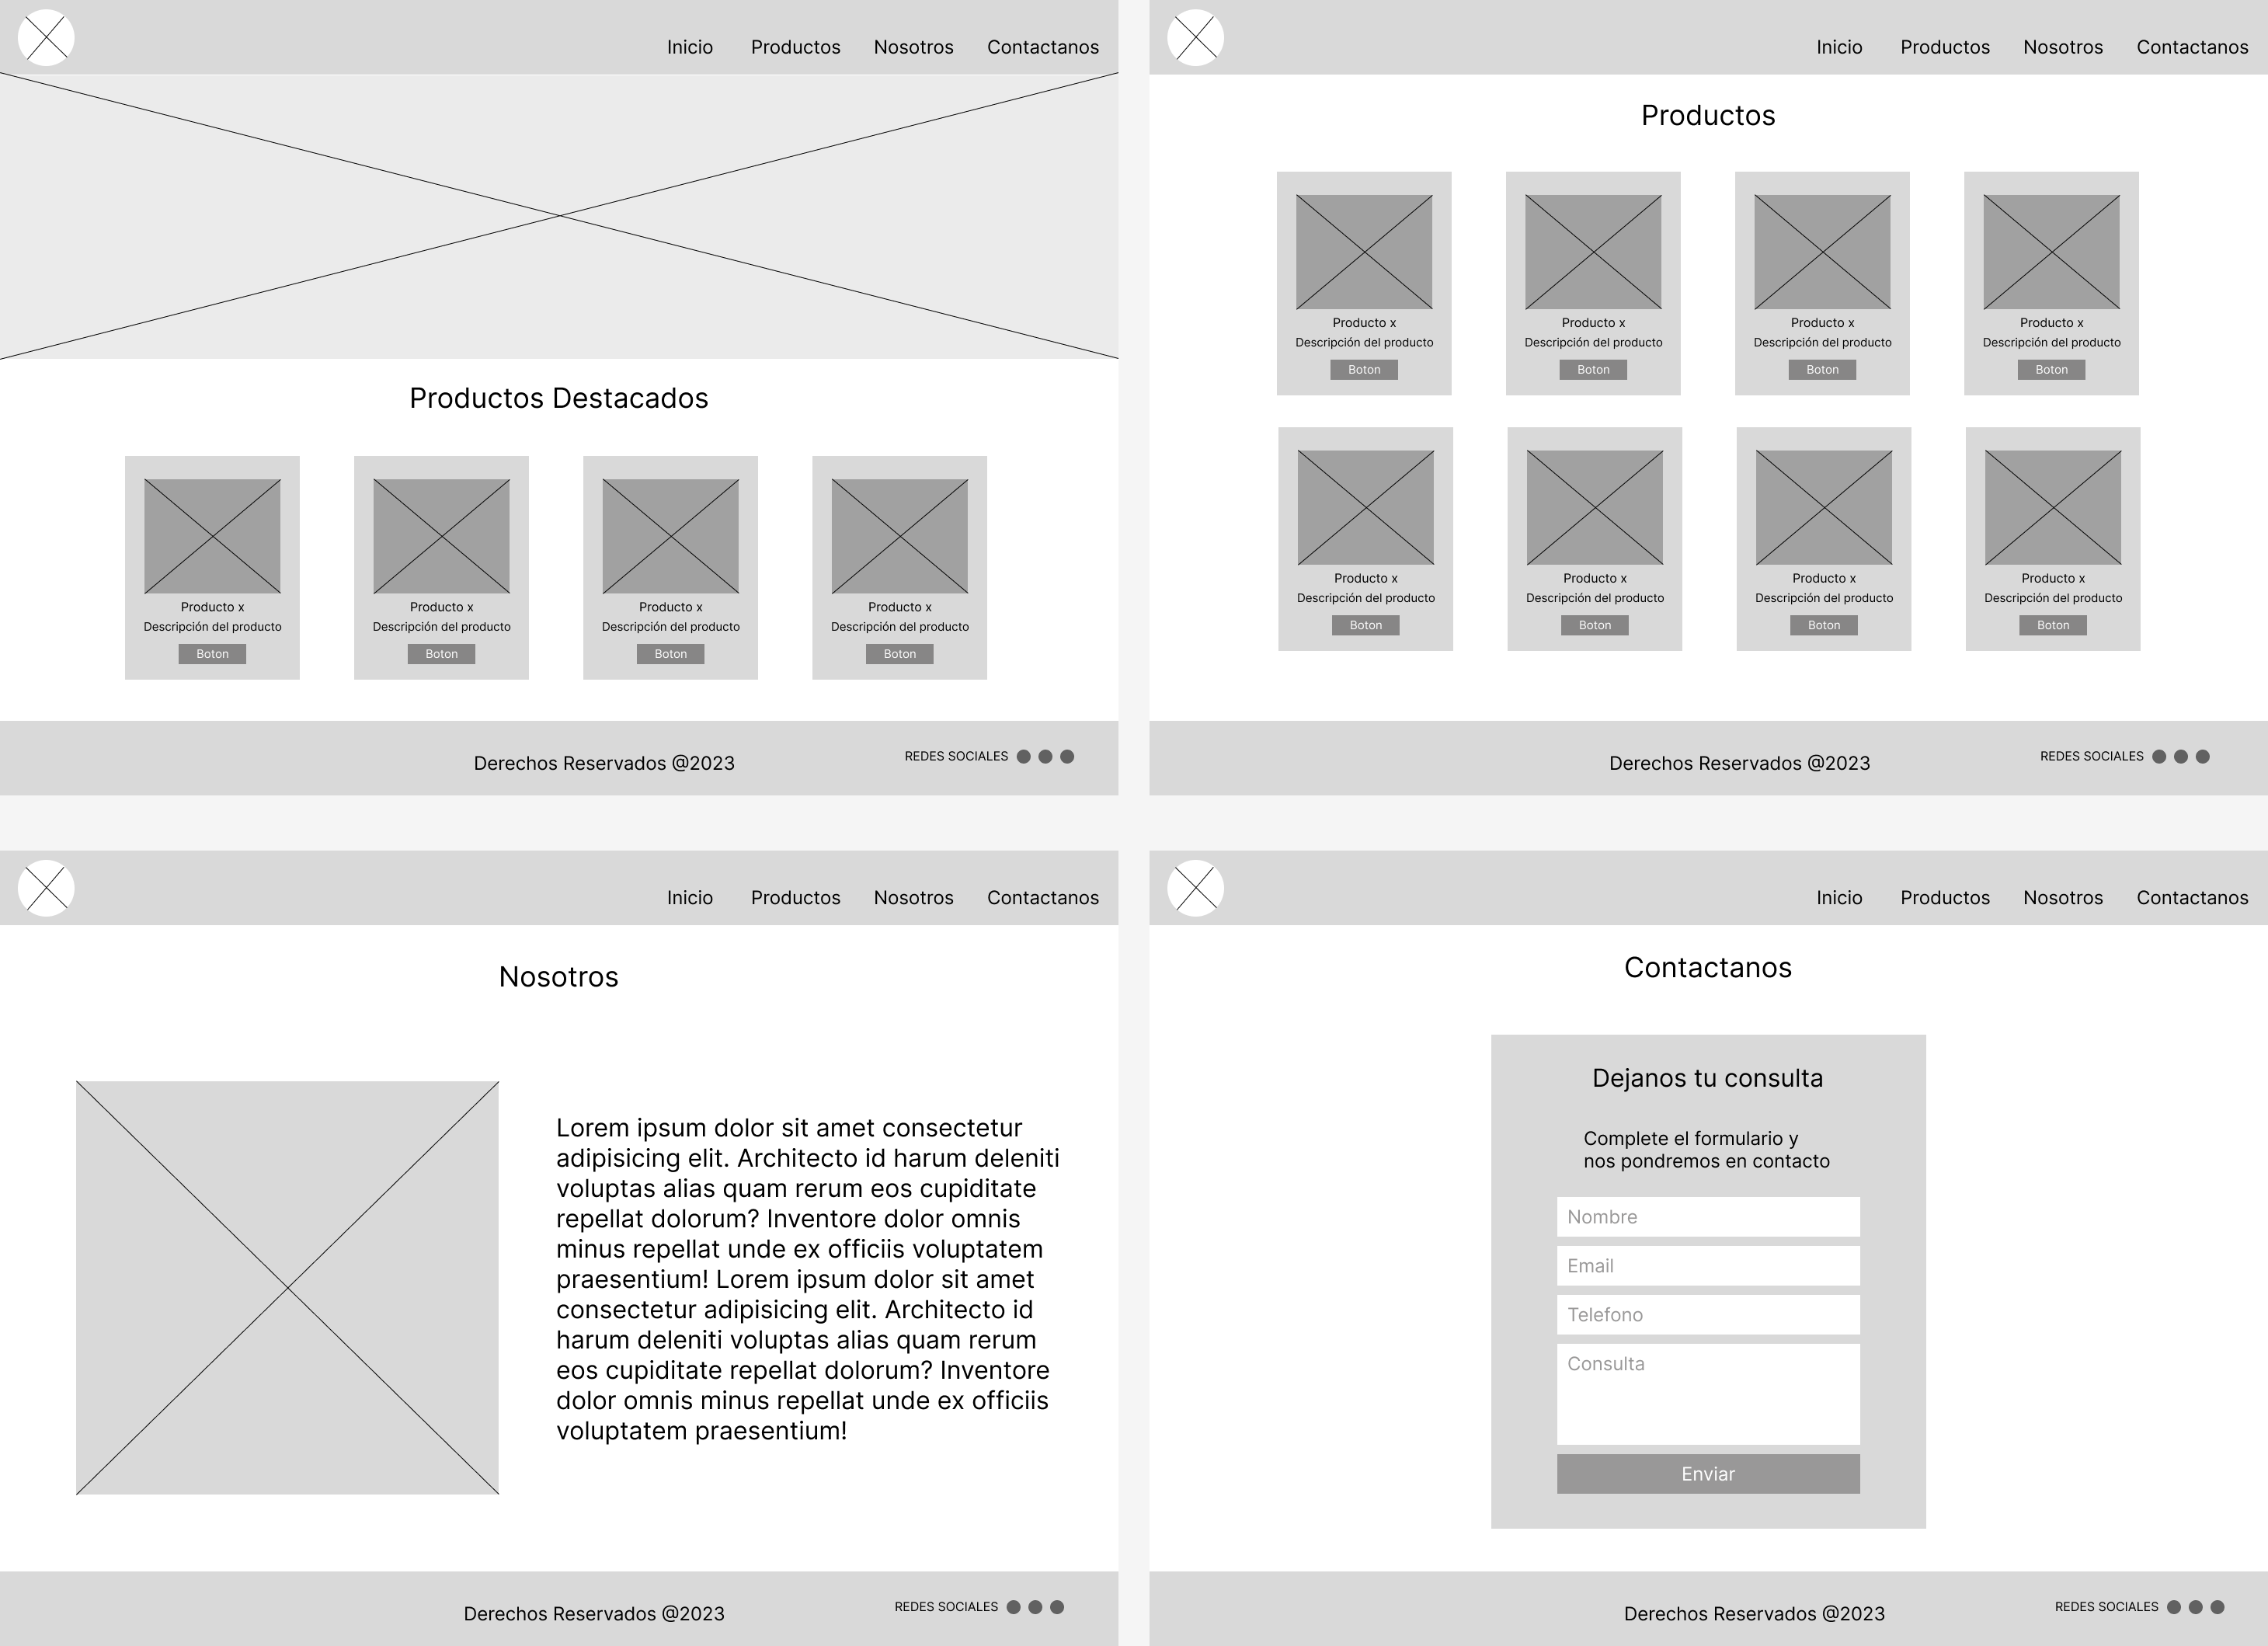 Inicio Productos Nosotros Contactanos
Productos Destacados
Producto x Producto x Producto x Producto x
Descripción del producto Descripción del producto Descripción del producto Descripción del producto
Boton Boton Boton Boton
Derechos Reservados @2023 REDES SOCIALES
Inicio Productos Nosotros Contactanos
Productos
Producto x Producto x Producto x Producto x
Descripción del producto Descripción del producto Descripción del producto Descripción del producto
Boton Boton Boton Boton
Producto x Producto x Producto x Producto x
Descripción del producto Descripción del producto Descripción del producto Descripción del producto
Boton Boton Boton Boton
Derechos Reservados @2023 REDES SOCIALES
Inicio Productos Nosotros Contactanos
Nosotros
Lorem ipsum dolor sit amet consectetur
adipisicing elit. Architecto id harum deleniti
voluptas alias quam rerum eos cupiditate
repellat dolorum? Inventore dolor omnis
minus repellat unde ex officiis voluptatem
praesentium! Lorem ipsum dolor sit amet
consectetur adipisicing elit. Architecto id
harum deleniti voluptas alias quam rerum
eos cupiditate repellat dolorum? Inventore
dolor omnis minus repellat unde ex officiis
voluptatem praesentium!
Derechos Reservados @2023 REDES SOCIALES
Inicio Productos Nosotros Contactanos
Contactanos
Dejanos tu consulta
Complete el formulario y
nos pondremos en contacto
Nombre
Email
Telefono
Consulta
Enviar
Derechos Reservados @2023 REDES SOCIALES